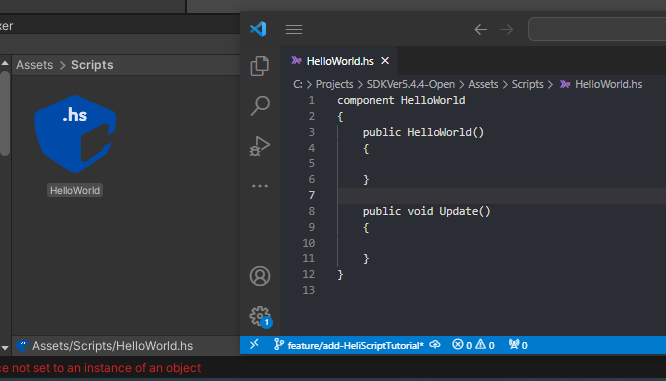 xer
Assets > Scripts
.hs
HelloWorld
Assets/Scripts/HelloWorld.hs
ce not set to an instance of an object
HelloWorld.hs
C: > Projects > SDKVer5.4.4-Open > Assets > Scripts > HelloWorld.hs
1 component HelloWorld
2 {
3 public HelloWorld()
4 {
5
6 }
7
8 public void Update()
9 {
10
11 }
12 }
13
1
feature/add-HeliScriptTutorial* 0 0 0